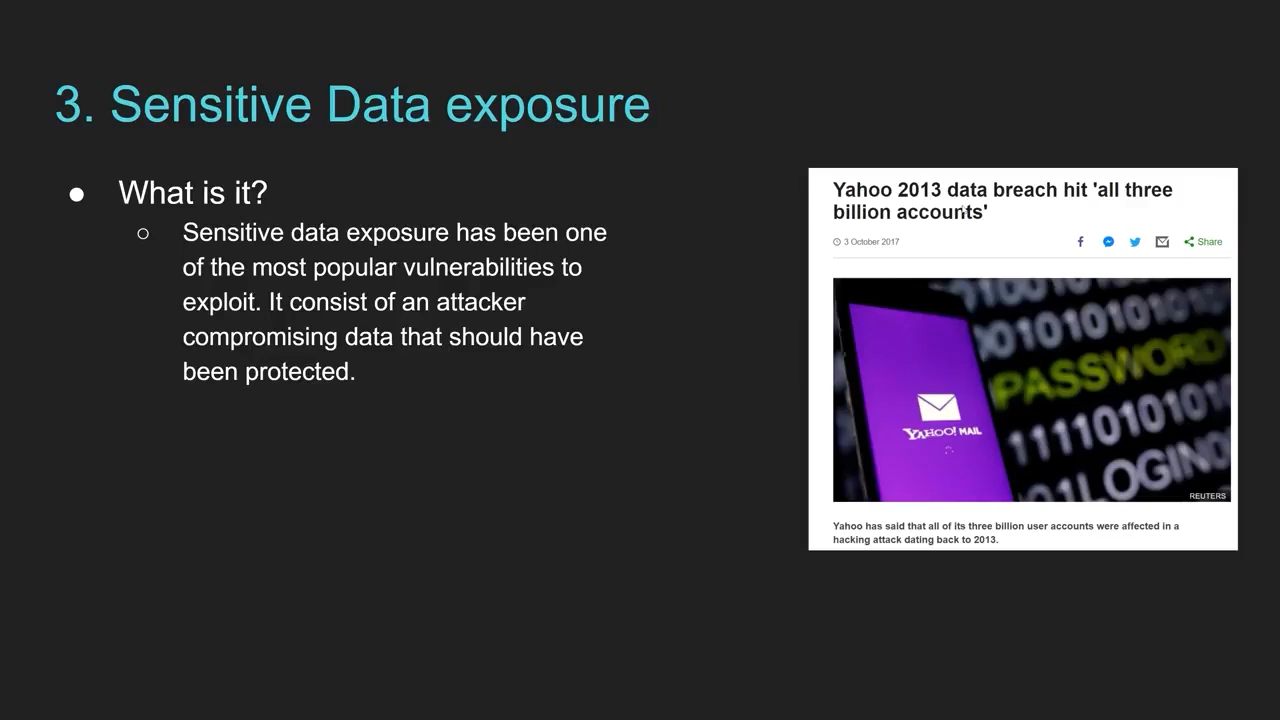 3. Sensitive Data exposure
● What is it?
○ Sensitive data exposure has been one
of the most popular vulnerabilities to
exploit. It consist of an attacker
compromising data that should have
been protected.
Yahoo 2013 data breach hit 'all three
billion accounts'
3 October 2017
Share
010101010
PASSWORD
YAHOO! MAIL
1111010101
01LOGIN
REUTERS
Yahoo has said that all of its three billion user accounts were affected in a
hacking attack dating back to 2013.